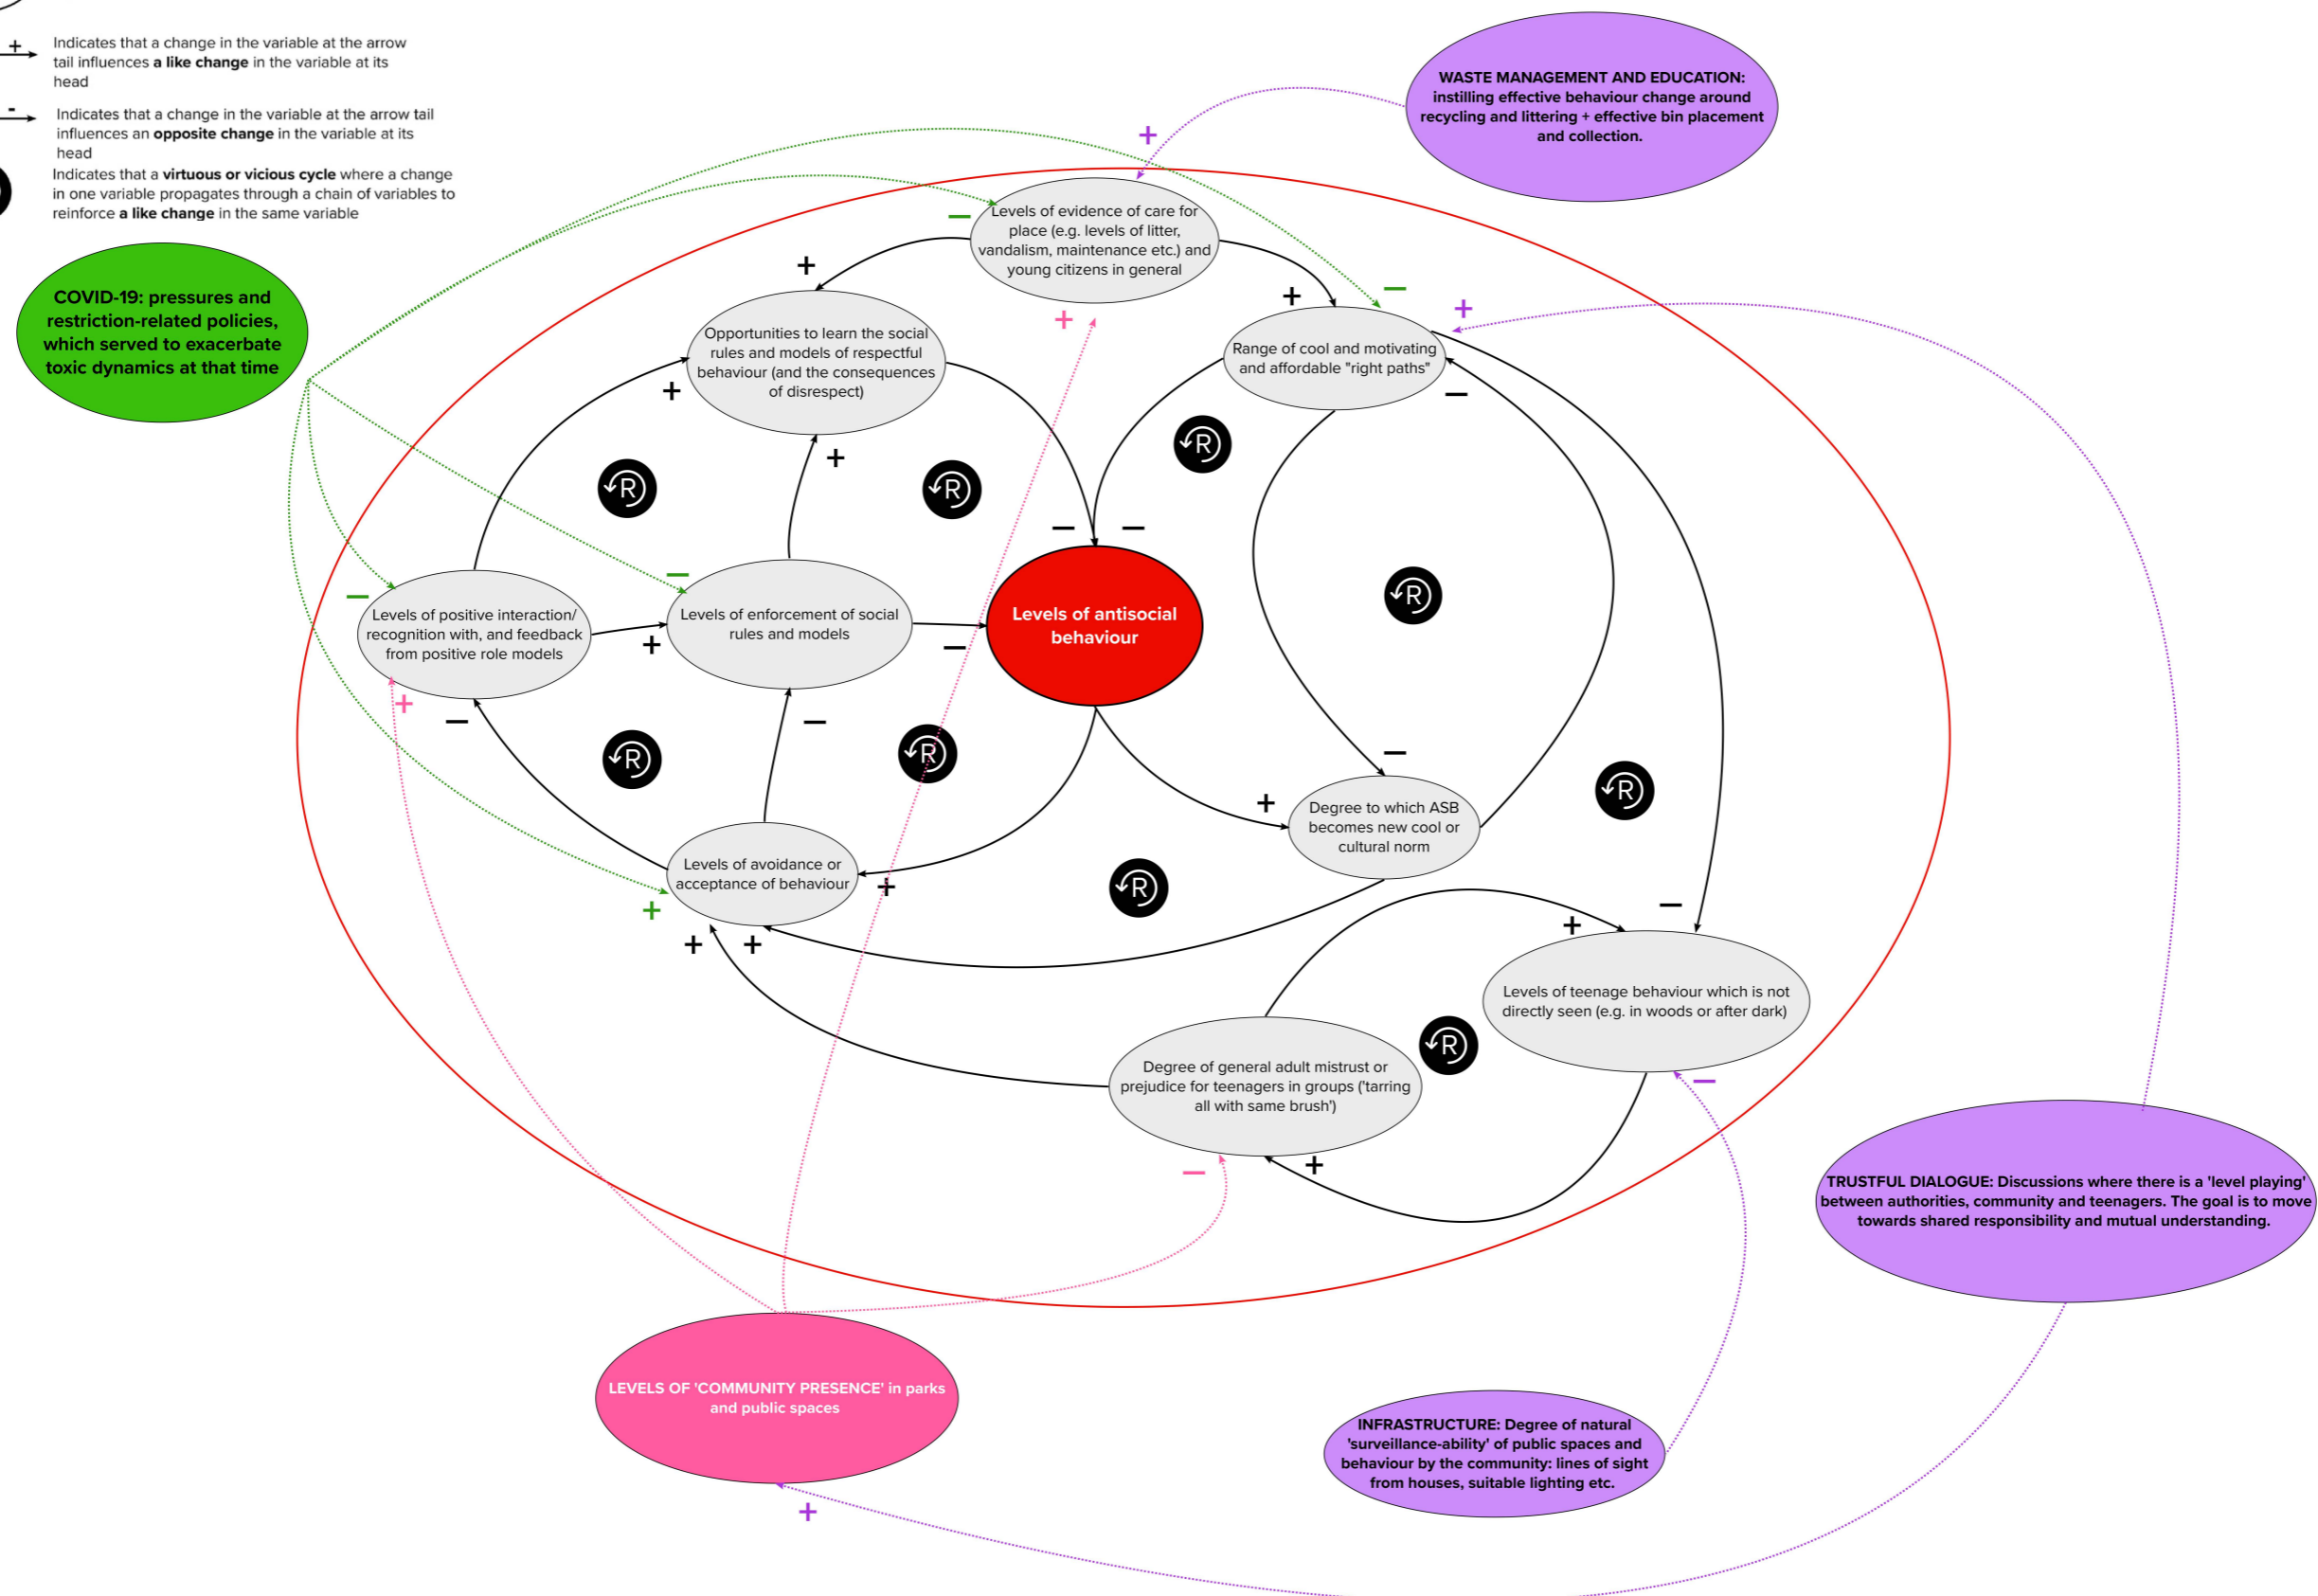 +
Indicates that a change in the variable at the arrow
tail influences a like change in the variable at its
head
-
Indicates that a change in the variable at the arrow tail
influences an opposite change in the variable at its
head
Indicates that a virtuous or vicious cycle where a change
in one variable propagates through a chain of variables to
reinforce a like change in the same variable
WASTE MANAGEMENT AND EDUCATION:
instilling effective behaviour change around
recycling and littering + effective bin placement
and collection.
+
COVID-19: pressures and
restriction-related policies,
which served to exacerbate
toxic dynamics at that time
−
Levels of evidence of care for
place (e.g. levels of litter,
vandalism, maintenance etc.) and
young citizens in general
+
+
+
−
+
Opportunities to learn the social
rules and models of respectful
behaviour (and the consequences
of disrespect)
Range of cool and motivating
and affordable "right paths"
+
−
+
R
R
R
−
−
−
−
R
Levels of positive interaction/
recognition with, and feedback
from positive role models
+
Levels of enforcement of social
rules and models
−
Levels of antisocial
behaviour
+
−
−
R
R
−
R
+
Degree to which ASB
becomes new cool or
cultural norm
Levels of avoidance or
acceptance of behaviour
+
R
+
+
+
+
−
Levels of teenage behaviour which is not
directly seen (e.g. in woods or after dark)
R
Degree of general adult mistrust or
prejudice for teenagers in groups ('tarring
all with same brush')
−
−
+
TRUSTFUL DIALOGUE: Discussions where there is a 'level playing'
between authorities, community and teenagers. The goal is to move
towards shared responsibility and mutual understanding.
LEVELS OF 'COMMUNITY PRESENCE' in parks
and public spaces
INFRASTRUCTURE: Degree of natural
'surveillance-ability' of public spaces and
behaviour by the community: lines of sight
from houses, suitable lighting etc.
+